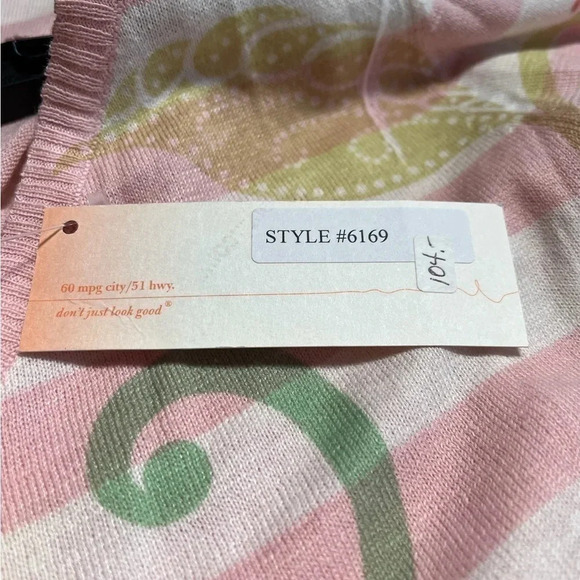 STYLE #6169
104.-
60 mpg city/51 hwy.
don't just look good®